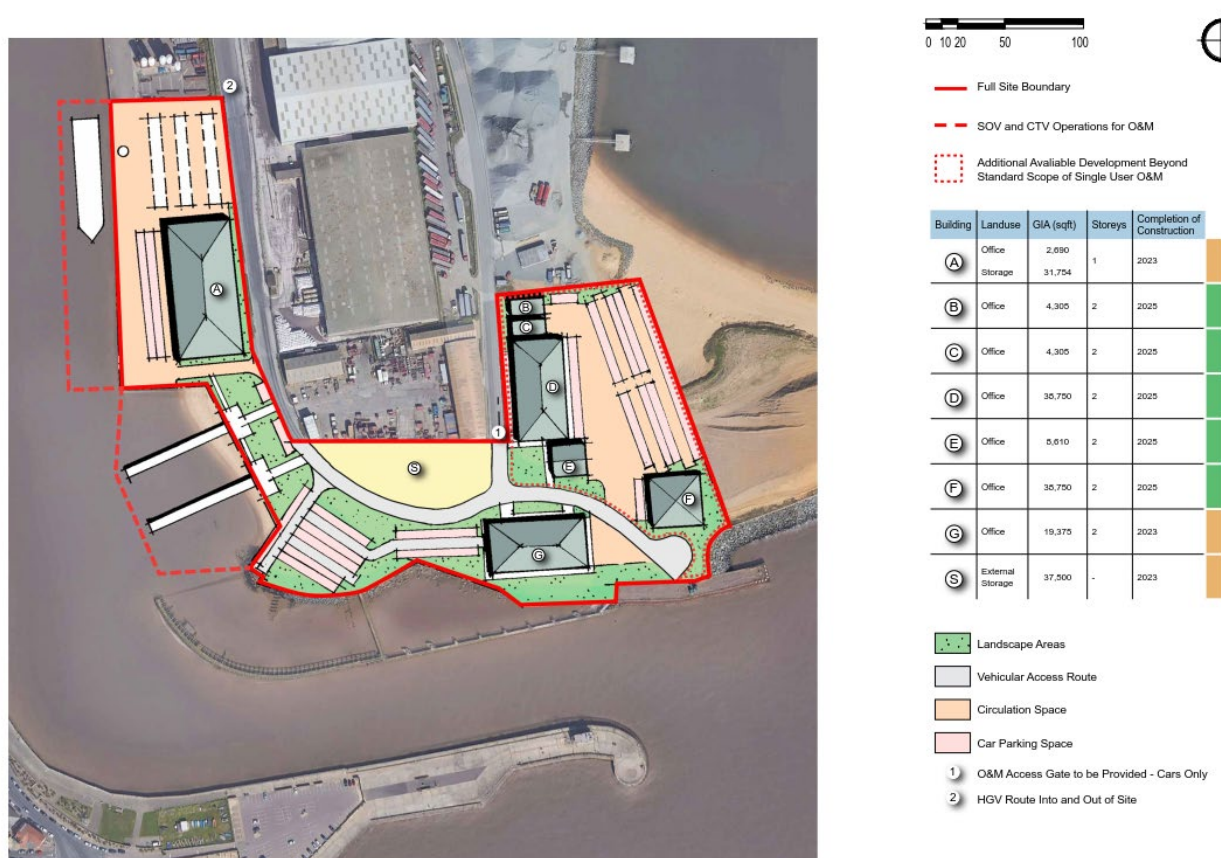 2
A
B
C
D
1
E
S
F
G
0 10 20 50 100
Full Site Boundary
SOV and CTV Operations for O&M
Additional Avaliable Development Beyond
Standard Scope of Single User O&M
Building Landuse GIA (sqft) Storeys Completion of
Construction
A Office 2,690 1 2023
Storage 31,754
B Office 4,305 2 2025
C Office 4,305 2 2025
D Office 38,750 2 2025
E Office 8,610 2 2025
F Office 38,750 2 2025
G Office 19,375 2 2023
S External
Storage 37,500 - 2023
Landscape Areas
Vehicular Access Route
Circulation Space
Car Parking Space
1 O&M Access Gate to be Provided - Cars Only
2 HGV Route Into and Out of Site